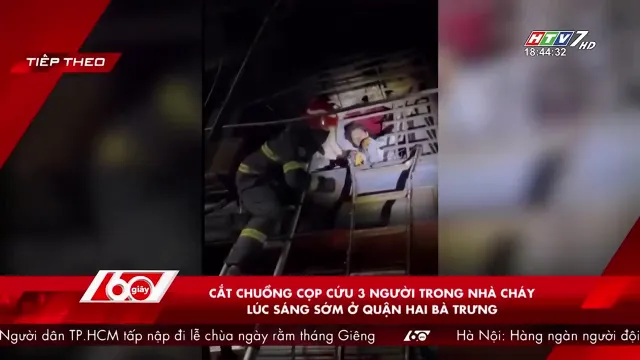 TIẾP THEO
HTV7 HD
18:44:32
60 giây
CẮT CHUỒNG CỌP CỨU 3 NGƯỜI TRONG NHÀ CHÁY
LÚC SÁNG SỚM Ở QUẬN HAI BÀ TRƯNG
Người dân TP.HCM tấp nập đi lễ chùa ngày rằm tháng Giêng 60 Hà Nội: Hàng ngàn người đội